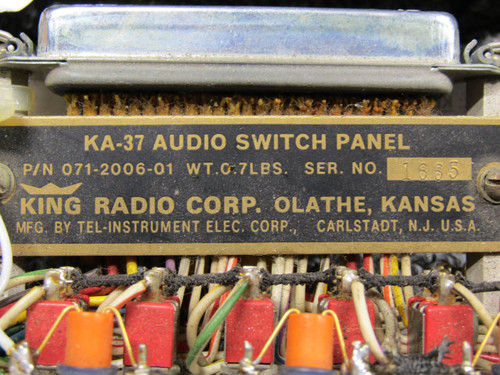 KA-37 AUDIO SWITCH PANEL
P/N 071-2006-01 WT.0.7LBS. SER. NO. 1665
KING RADIO CORP. OLATHE, KANSAS
MFG. BY TEL-INSTRUMENT ELEC. CORP., CARLSTADT, N.J. U.S.A.